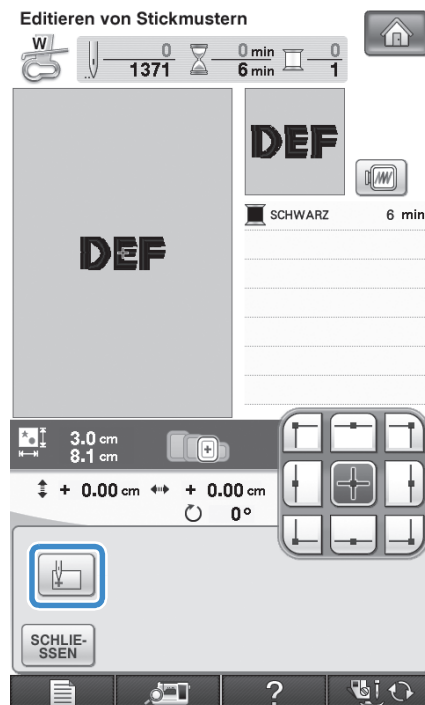 Editieren von Stickmustern
W
0 0 min 0
1371 6 min 1
DEF
DEF
SCHWARZ 6 min
3.0 cm
8.1 cm
+ 0.00 cm + 0.00 cm
0°
SCHLIE-
SSEN
?